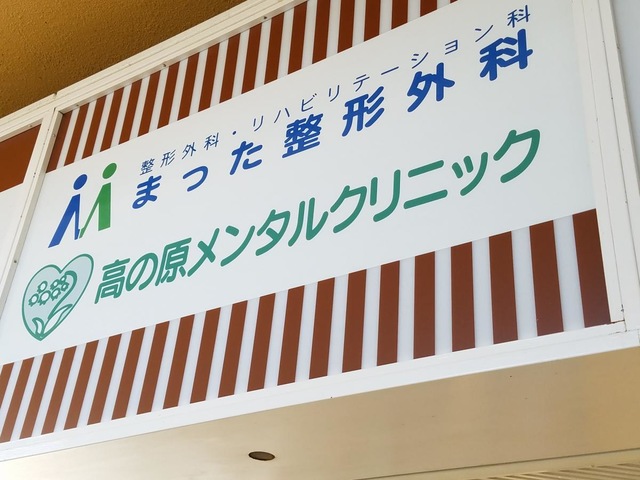 整形外科・リハビリテーション科
まつた整形外科
高の原メンタルクリニック